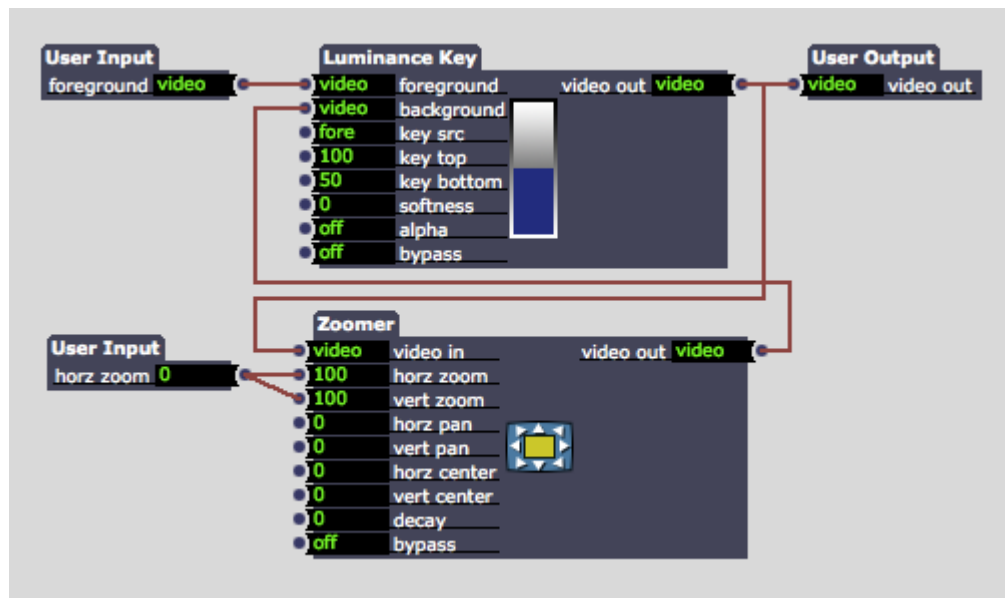 User Input
foreground video
Luminance Key
video foreground video out video
video background
fore key src
100 key top
50 key bottom
0 softness
off alpha
off bypass
User Output
video video out
User Input
horz zoom 0
Zoomer
video video in video out video
100 horz zoom
100 vert zoom
0 horz pan
0 vert pan
0 horz center
0 vert center
0 decay
off bypass